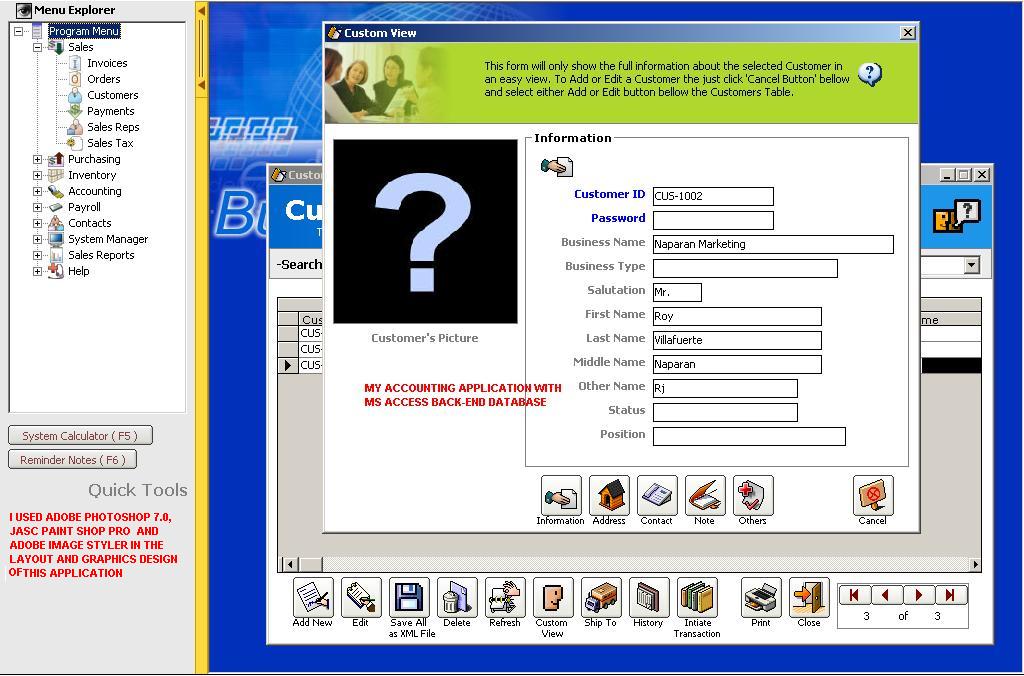 Menu Explorer
Program Menu
Sales
Invoices
Orders
Customers
Payments
Sales Reps
Sales Tax
Purchasing
Inventory
Accounting
Payroll
Contacts
System Manager
Sales Reports
Help
System Calculator ( F5 )
Reminder Notes ( F6 )
Quick Tools
I USED ADOBE PHOTOSHOP 7.0,
JASC PAINT SHOP PRO AND
ADOBE IMAGE STYLER IN THE
LAYOUT AND GRAPHICS DESIGN
OFTHIS APPLICATION
Custom View
This form will only show the full information about the selected Customer in
an easy view. To Add or Edit a Customer the just click 'Cancel Button' bellow
and select either Add or Edit button bellow the Customers Table.
Customer's Picture
MY ACCOUNTING APPLICATION WITH
MS ACCESS BACK-END DATABASE
Information
Customer ID CUS-1002
Password
Business Name Naparan Marketing
Business Type
Salutation Mr.
First Name Roy
Last Name Villafuerte
Middle Name Naparan
Other Name Rj
Status
Position
Information Address Contact Note Others Cancel
-Search
CUS-
CUS-
CUS-
Add New Edit Save All as XML File Delete Refresh Custom View Ship To History Intiate Transaction Print Close
3 of 3